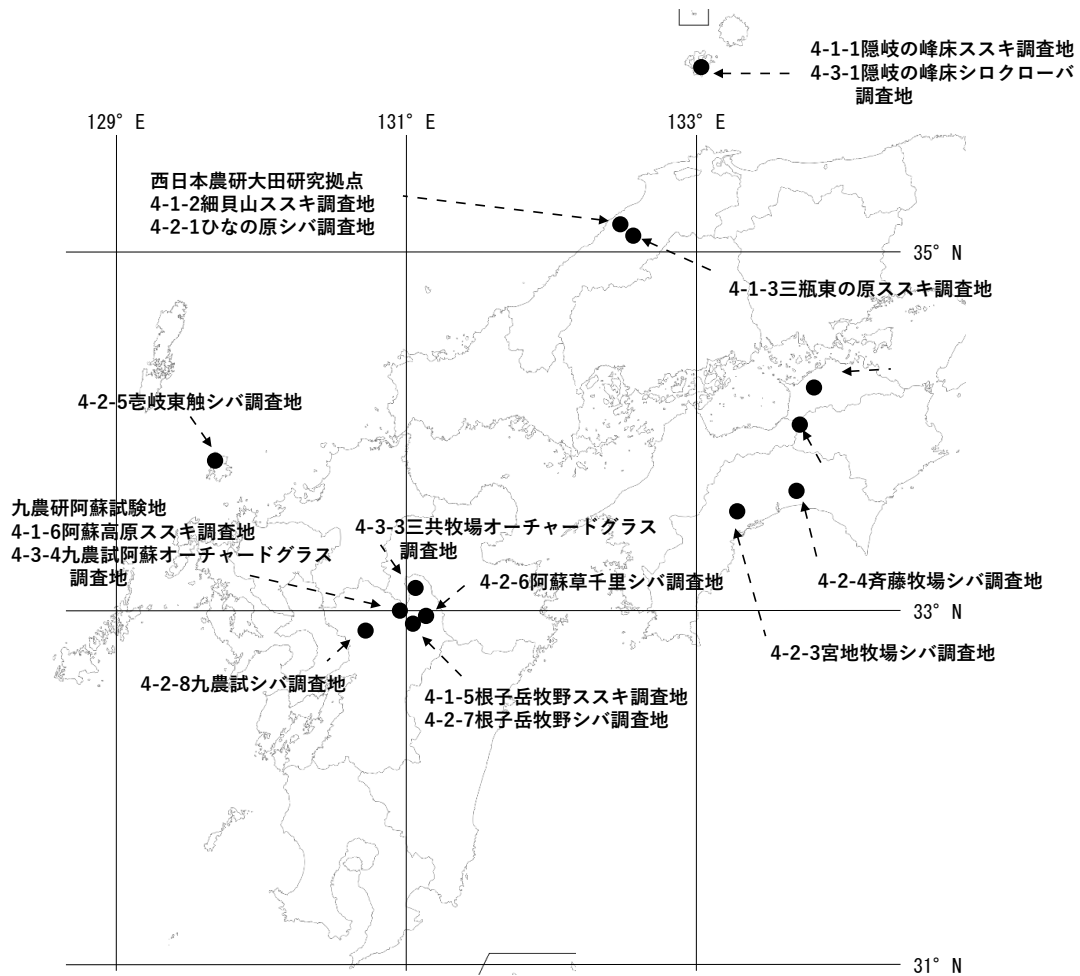 4-1-1隠岐の峰床ススキ調査地
4-3-1隠岐の峰床シロクローバ
調査地
129° E
131° E
133° E
西日本農研大田研究拠点
4-1-2細貝山ススキ調査地
4-2-1ひなの原シバ調査地
35° N
4-1-3三瓶東の原ススキ調査地
4-2-5壱岐東触シバ調査地
九農研阿蘇試験地
4-1-6阿蘇高原ススキ調査地
4-3-4九農試阿蘇オーチャードグラス
調査地
4-3-3三共牧場オーチャードグラス
調査地
4-2-6阿蘇草千里シバ調査地
4-2-4斉藤牧場シバ調査地
33° N
4-2-3宮地牧場シバ調査地
4-2-8九農試シバ調査地
4-1-5根子岳牧野ススキ調査地
4-2-7根子岳牧野シバ調査地
31° N